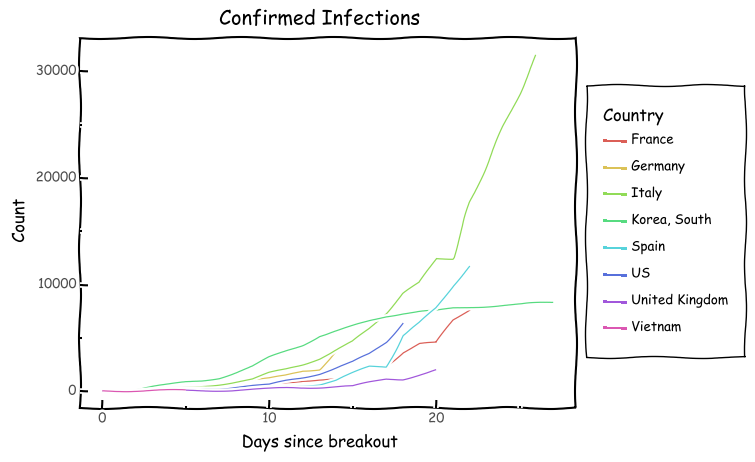 Confirmed Infections
30000
20000
10000
0
Count
0
10
20
Days since breakout
Country
France
Germany
Italy
Korea, South
Spain
US
United Kingdom
Vietnam